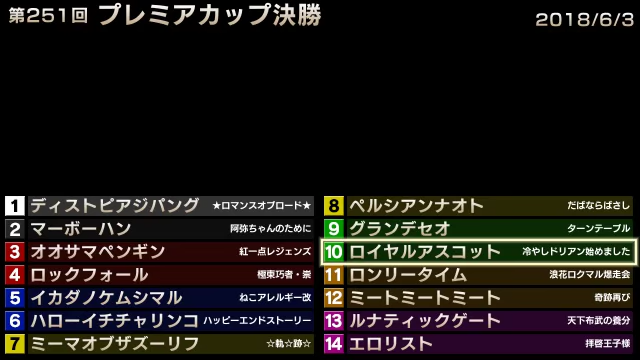 第251回 プレミアカップ決勝
2018/6/3
1 ディストピアジパング ★ロマンスオブロード★
2 マーボーハン 阿弥ちゃんのために
3 オオサマペンギン 紅一点レジェンズ
4 ロックフォール 極東巧者・崇
5 イカダノケムシマル ねこアレルギー改
6 ハローイチチャリンコ ハッピーエンドストーリー
7 ミーマオブザズーリフ ☆軌☆跡☆
8 ペルシアンナオト だばならばさし
9 グランデセオ ターンテーブル
10 ロイヤルアスコット 冷やしドリアン始めました
11 ロンリータイム 浪花ロクマル爆走会
12 ミートミートミート 奇跡再び
13 ルナティックゲート 天下布武の養分
14 エロリスト 拝啓王子様